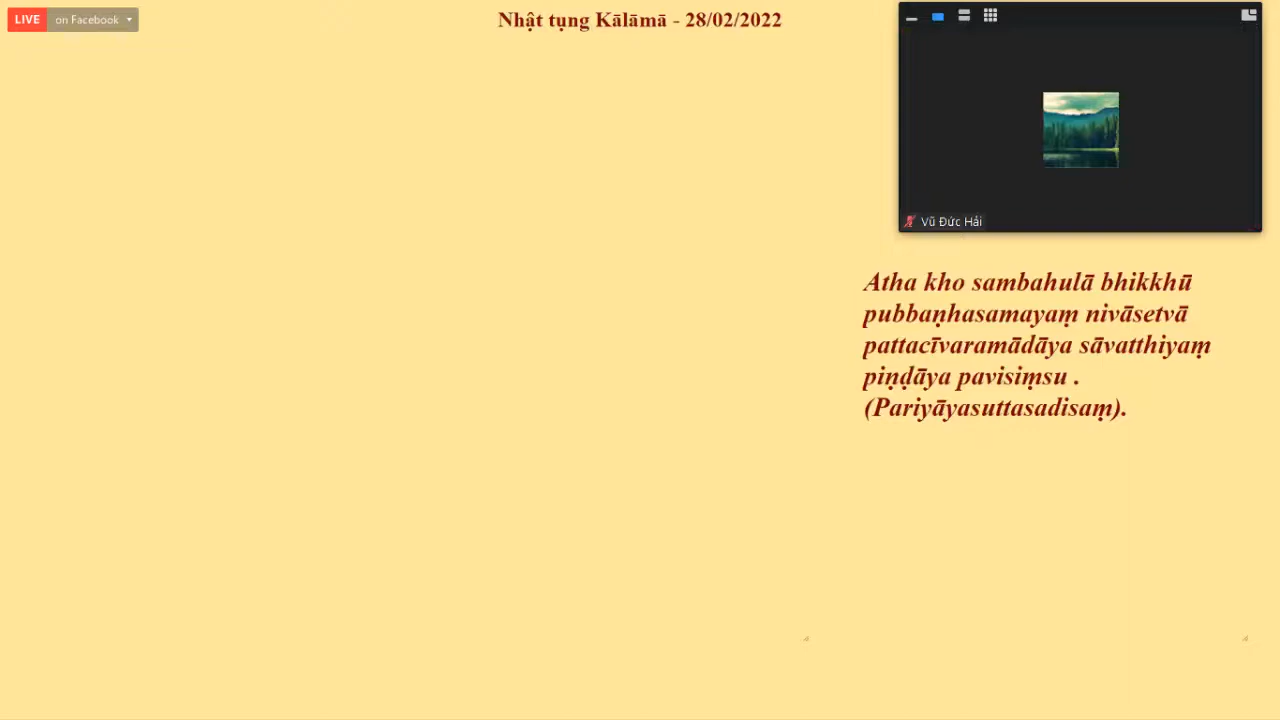 LIVE on Facebook
Nhật tụng Kālāmā - 28/02/2022
Vũ Đức Hải
Atha kho sambahulā bhikkhū
pubbaṇhasamayaṃ nivāsetvā
pattacīvaramādāya sāvatthiyaṃ
piṇḍāya pavisiṃsu .
(Pariyāyasuttasadisaṃ).